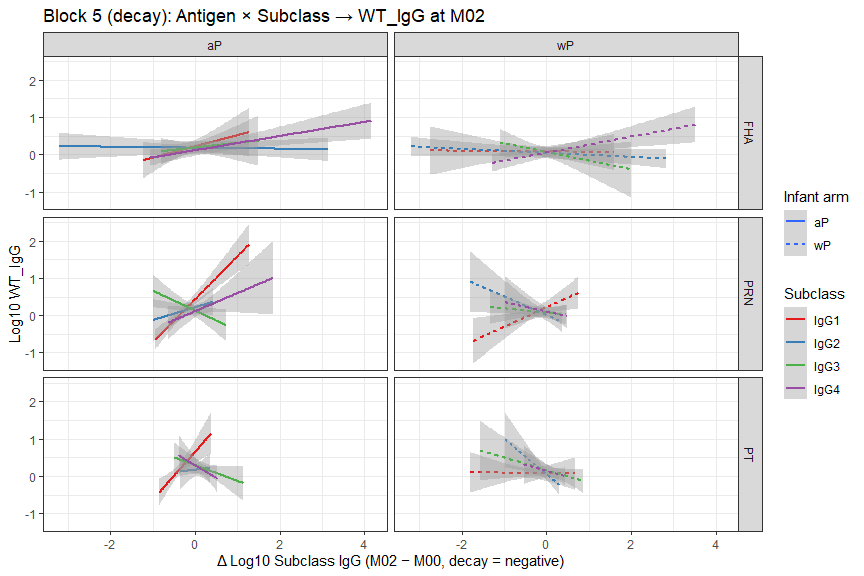 Block 5 (decay): Antigen × Subclass → WT_IgG at M02
aP
wP
2
1
0
-1
FHA
2
1
0
-1
PRN
2
1
0
-1
PT
-2
0
2
4
-2
0
2
4
Log10 WT_IgG
Δ Log10 Subclass IgG (M02 − M00, decay = negative)
Infant arm
aP
wP
Subclass
IgG1
IgG2
IgG3
IgG4